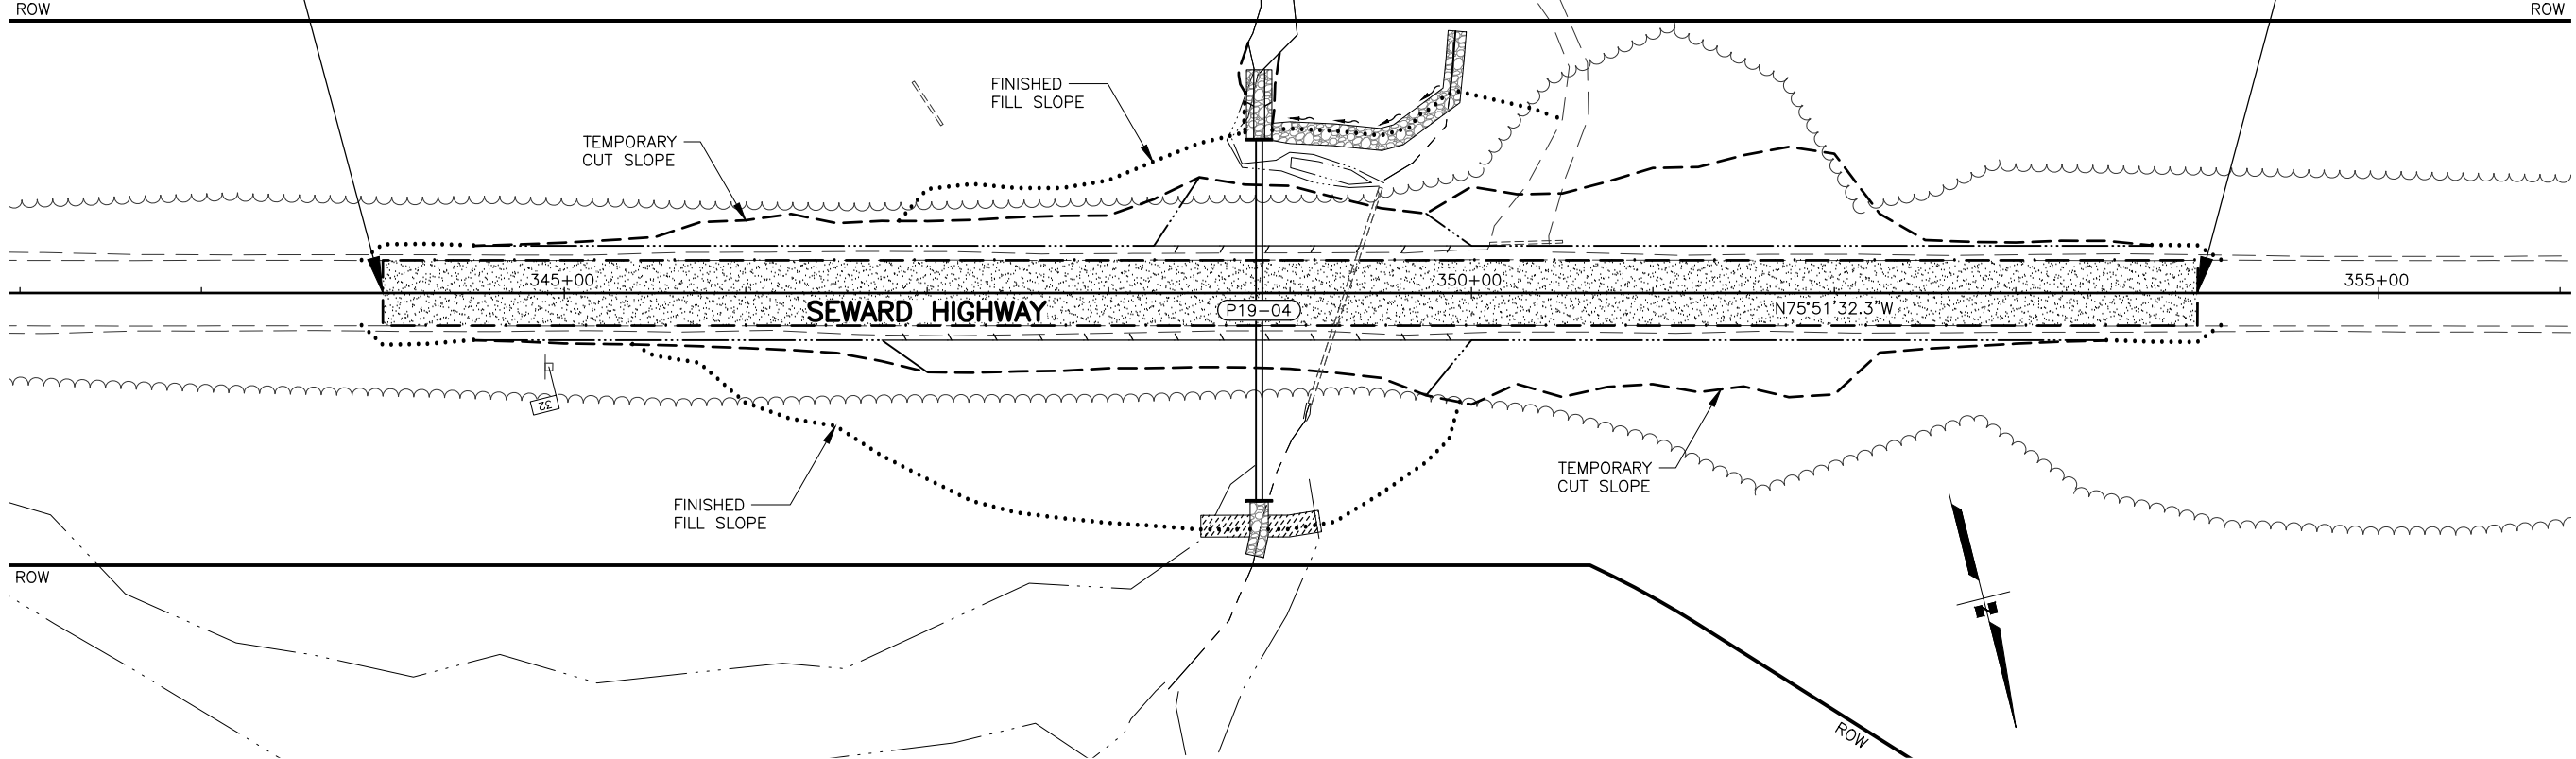 ROW
ROW
FINISHED
FILL SLOPE
TEMPORARY
CUT SLOPE
345+00
350+00
355+00
SEWARD HIGHWAY
P19-04
N75°51'32.3"W
32
TEMPORARY
CUT SLOPE
FINISHED
FILL SLOPE
ROW
N
ROW